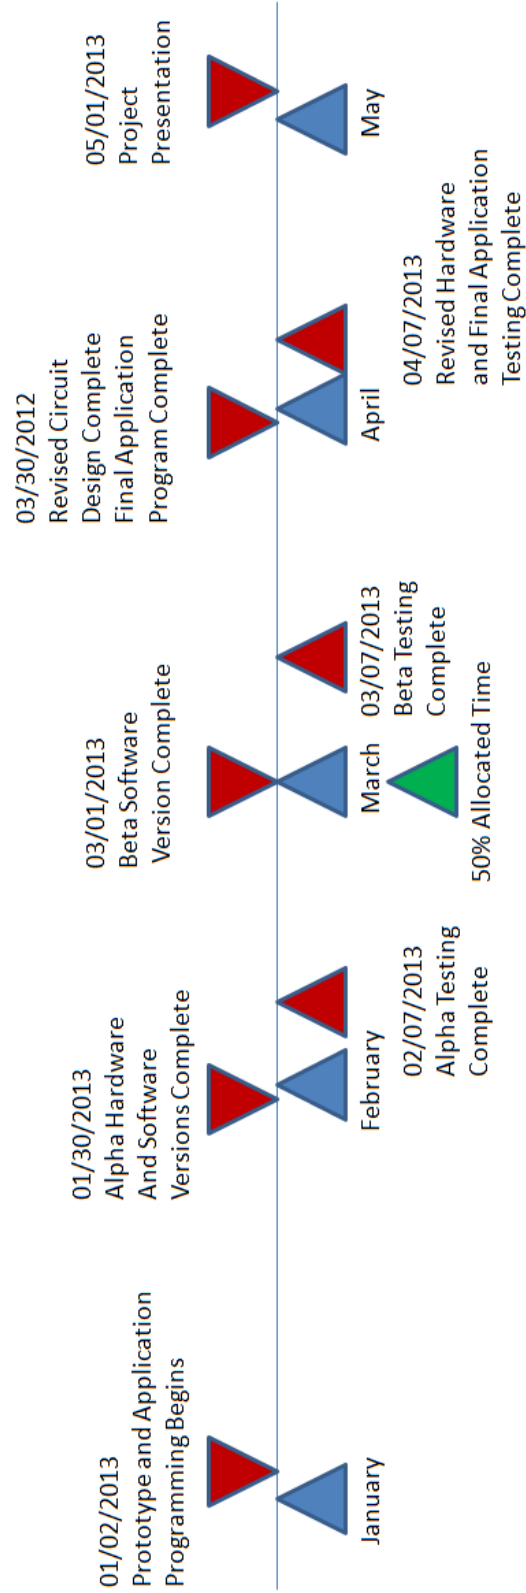 01/02/2013
Prototype and Application
Programming Begins
01/30/2013
Alpha Hardware
And Software
Versions Complete
03/01/2013
Beta Software
Version Complete
03/30/2012
Revised Circuit
Design Complete
Final Application
Program Complete
05/01/2013
Project
Presentation
January
February
02/07/2013
Alpha Testing
Complete
March
50% Allocated Time
03/07/2013
Beta Testing
Complete
April
04/07/2013
Revised Hardware
and Final Application
Testing Complete
May